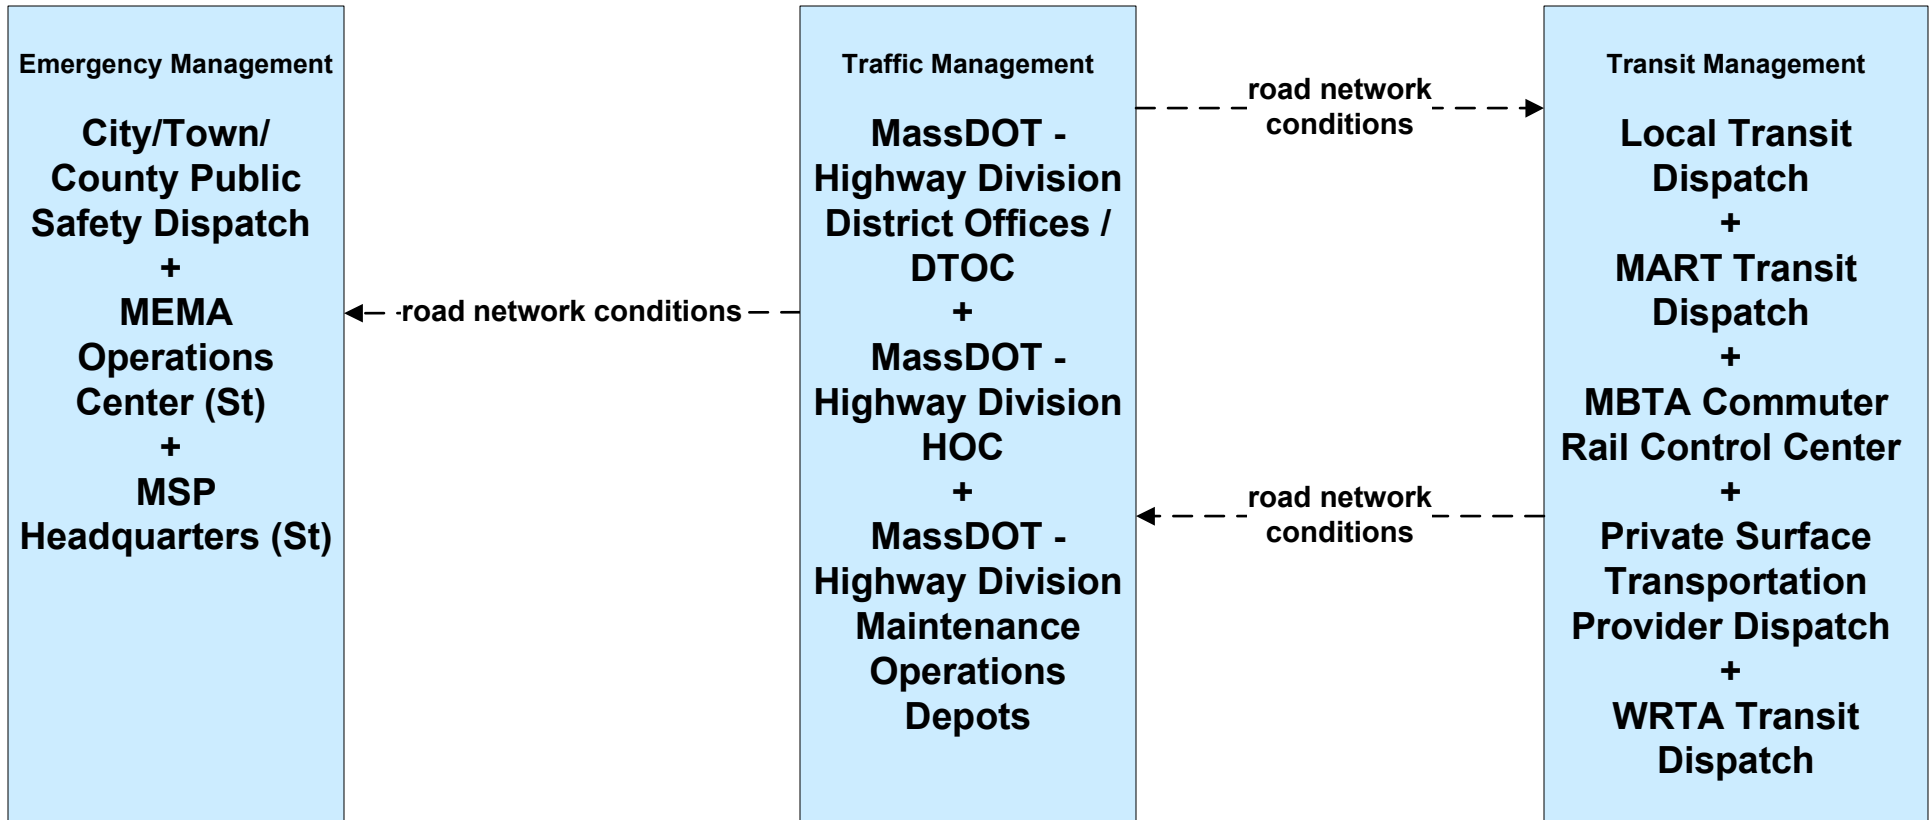 Emergency Management
City/Town/
County Public
Safety Dispatch
+
MEMA
Operations
Center (St)
+
MSP
Headquarters (St)
road network conditions
Traffic Management
MassDOT -
Highway Division
District Offices /
DTOC
+
MassDOT -
Highway Division
HOC
+
MassDOT -
Highway Division
Maintenance
Operations
Depots
road network
conditions
road network
conditions
Transit Management
Local Transit
Dispatch
+
MART Transit
Dispatch
+
MBTA Commuter
Rail Control Center
+
Private Surface
Transportation
Provider Dispatch
+
WRTA Transit
Dispatch